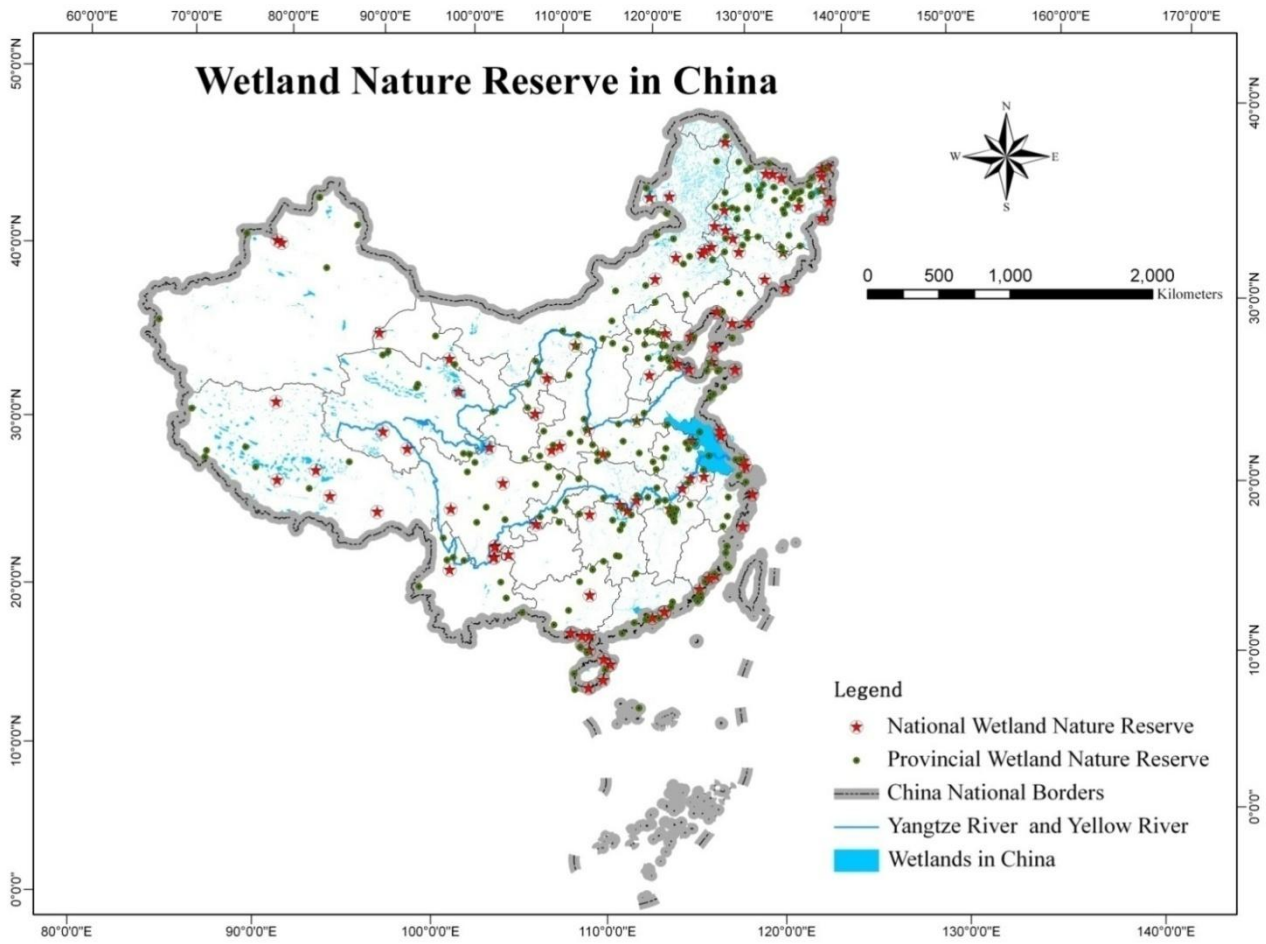 60°0'0"E 70°0'0"E 80°0'0"E 90°0'0"E 100°0'0"E 110°0'0"E 120°0'0"E 130°0'0"E 140°0'0"E 150°0'0"E 160°0'0"E 170°0'0"E
Wetland Nature Reserve in China
50°0'0"N
40°0'0"N
30°0'0"N
20°0'0"N
10°0'0"N
0°0'0"
N
W
E
S
0 500 1,000 2,000
Kilometers
40°0'0"N
30°0'0"N
20°0'0"N
10°0'0"N
0°0'0"
Legend
National Wetland Nature Reserve
Provincial Wetland Nature Reserve
China National Borders
Yangtze River and Yellow River
Wetlands in China
80°0'0"E 90°0'0"E 100°0'0"E 110°0'0"E 120°0'0"E 130°0'0"E 140°0'0"E